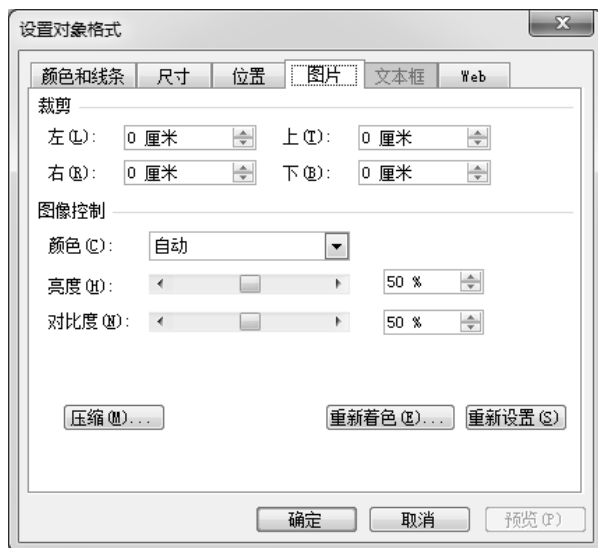 设置对象格式
颜色和线条 尺寸 位置 图片 文本框 Web
裁剪
左(L): 0 厘米 上(T): 0 厘米
右(R): 0 厘米 下(B): 0 厘米
图像控制
颜色(C): 自动
亮度(H): 50 %
对比度(N): 50 %
压缩(M)... 重新着色(E)... 重新设置(S)
确定 取消 预览(P)